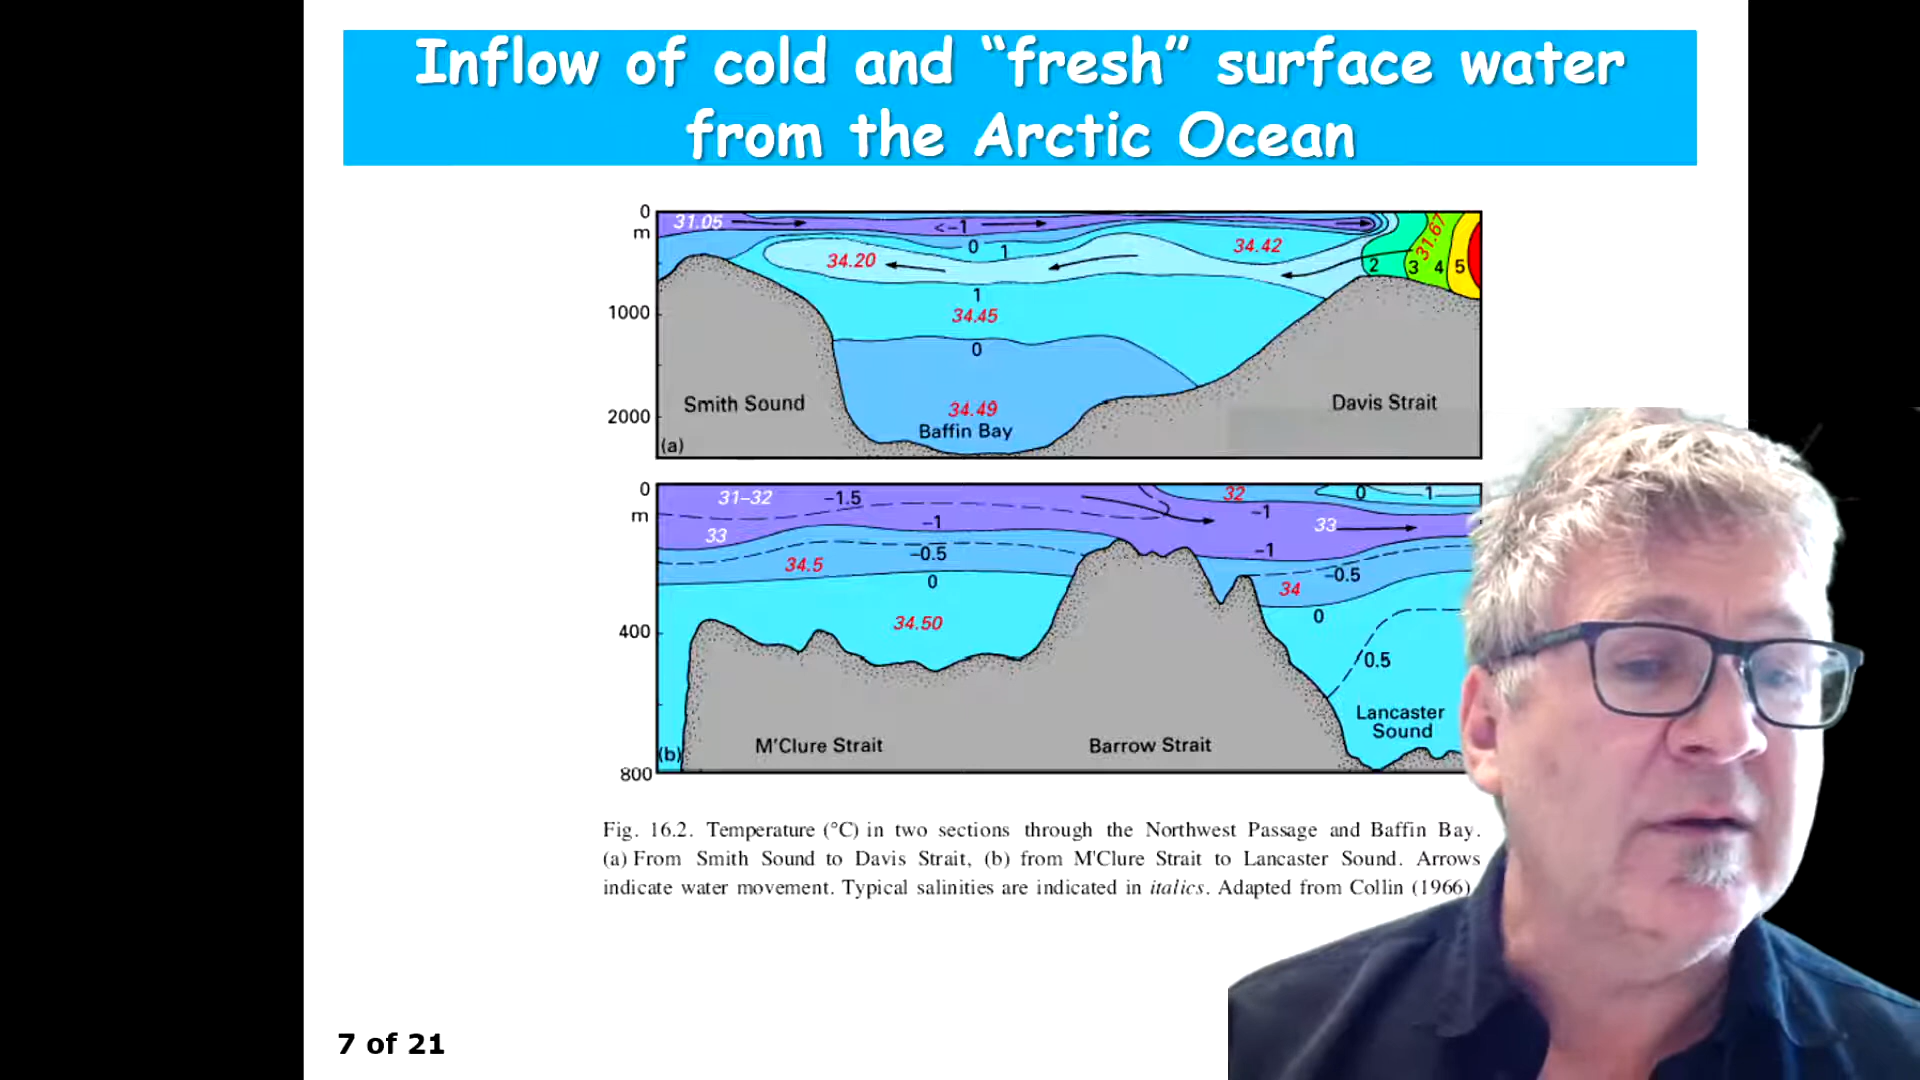 Inflow of cold and “fresh” surface water
from the Arctic Ocean
0
m
1000
2000
31.05
<−1
0
1
34.20
34.42
31.67
2
3
4
5
1
34.45
0
34.49
Smith Sound
Baffin Bay
Davis Strait
(a)
0
m
400
800
31–32
−1.5
32
0
1
−1
33
−1
33
−0.5
−1
34.5
−0.5
0
34
0
34.50
0.5
Lancaster
Sound
M'Clure Strait
Barrow Strait
(b)
Fig. 16.2. Temperature (°C) in two sections through the Northwest Passage and Baffin Bay.
(a) From Smith Sound to Davis Strait, (b) from M'Clure Strait to Lancaster Sound. Arrows
indicate water movement. Typical salinities are indicated in italics. Adapted from Collin (1966)
7 of 21